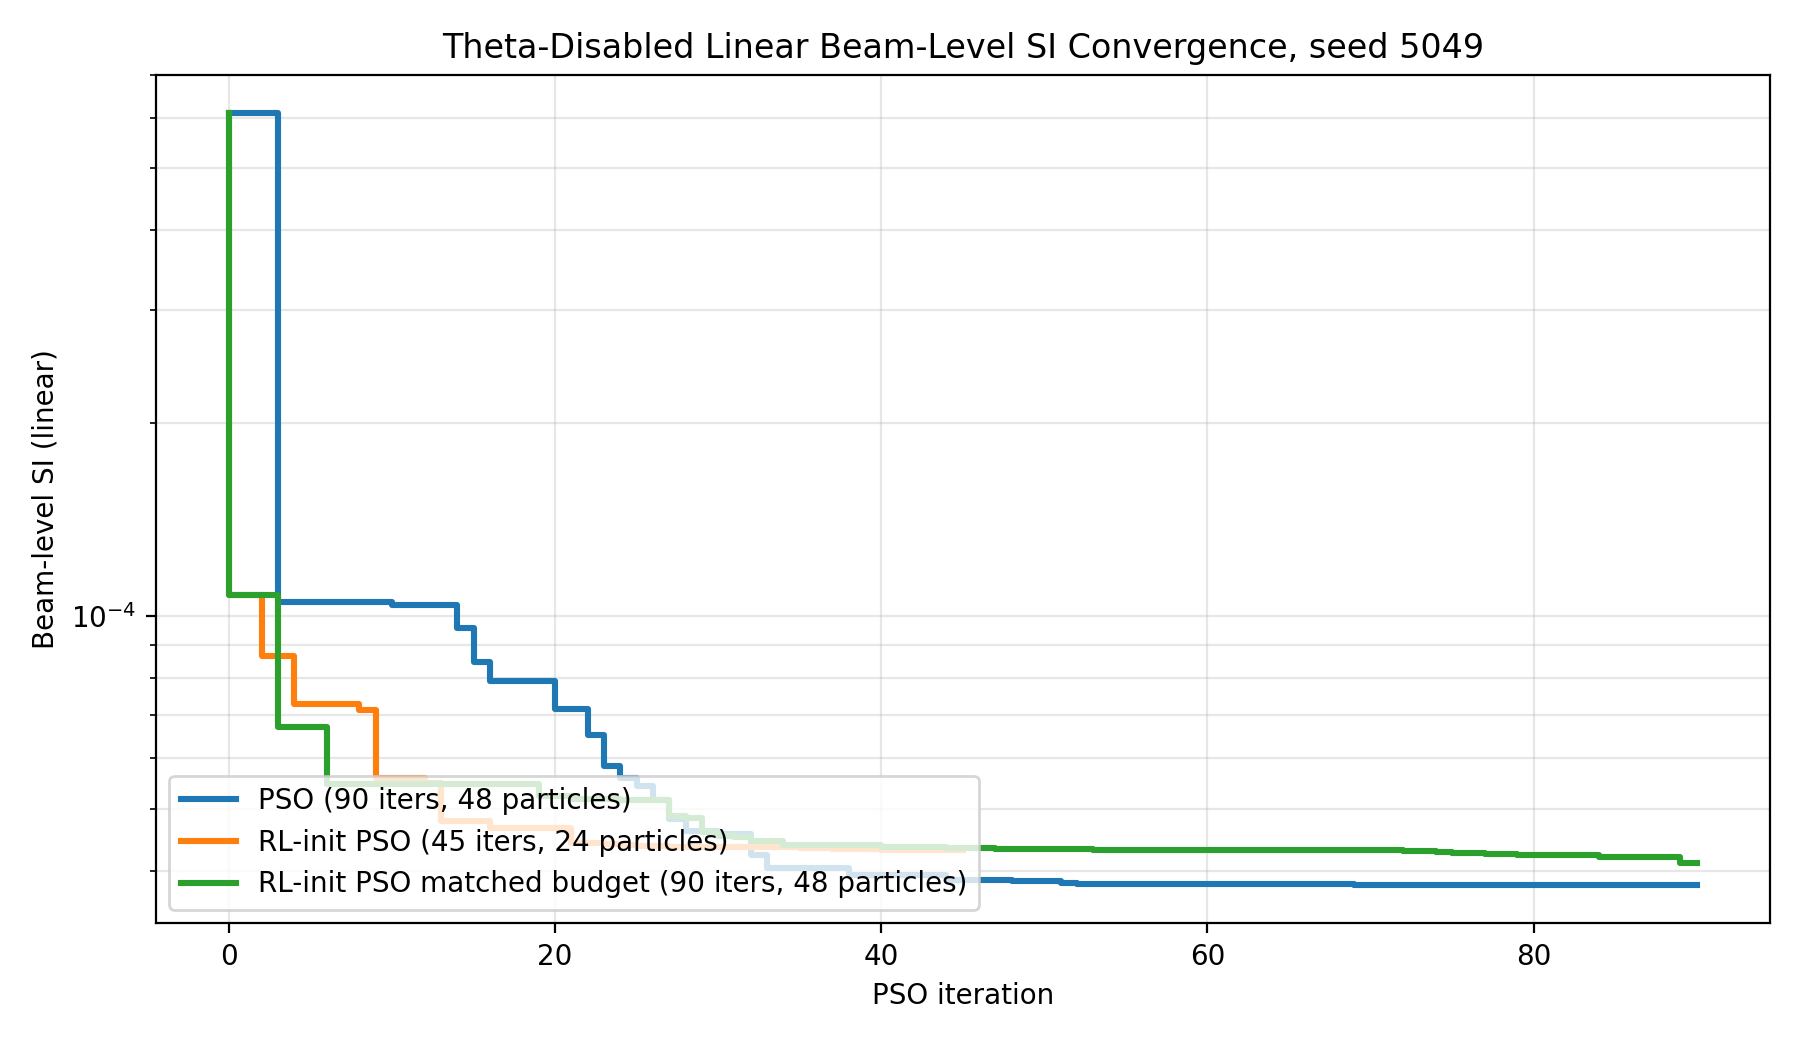 Theta-Disabled Linear Beam-Level SI Convergence, seed 5049
Beam-level SI (linear)
10⁻⁴
PSO (90 iters, 48 particles)
RL-init PSO (45 iters, 24 particles)
RL-init PSO matched budget (90 iters, 48 particles)
0 20 40 60 80
PSO iteration